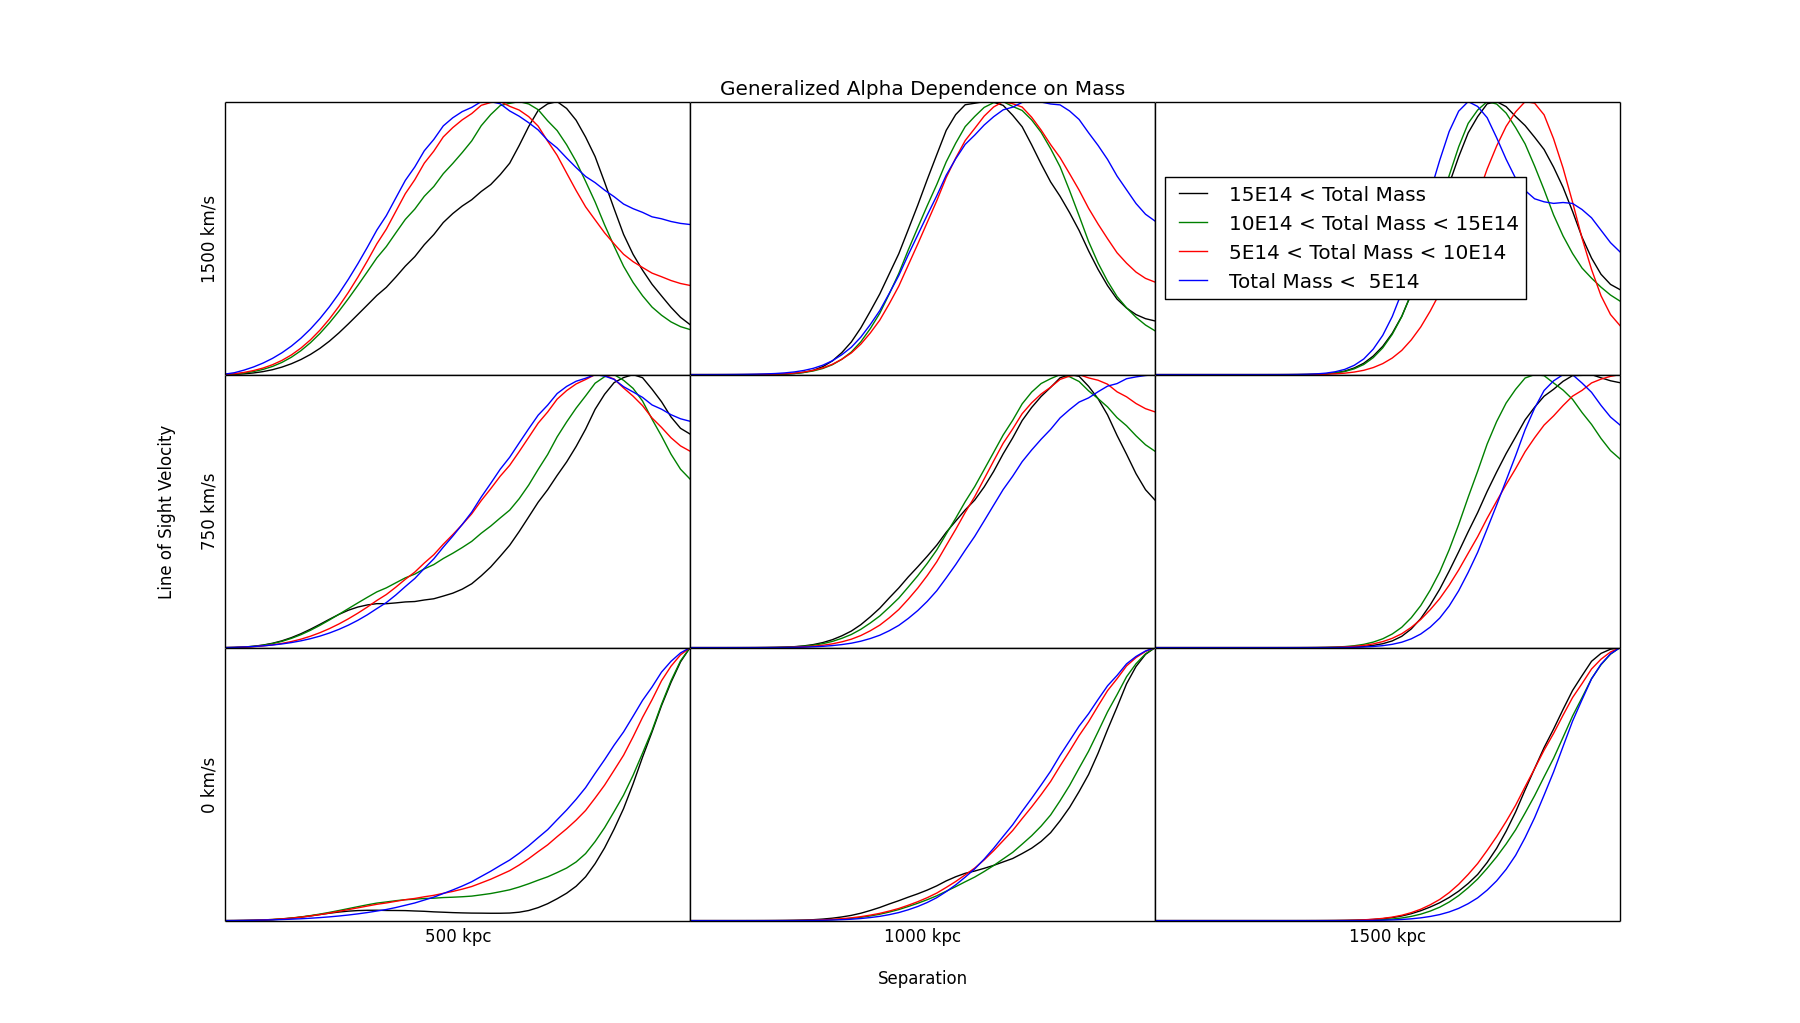 Generalized Alpha Dependence on Mass
Line of Sight Velocity
1500 km/s
750 km/s
0 km/s
15E14 < Total Mass
10E14 < Total Mass < 15E14
5E14 < Total Mass < 10E14
Total Mass <  5E14
500 kpc
1000 kpc
1500 kpc
Separation